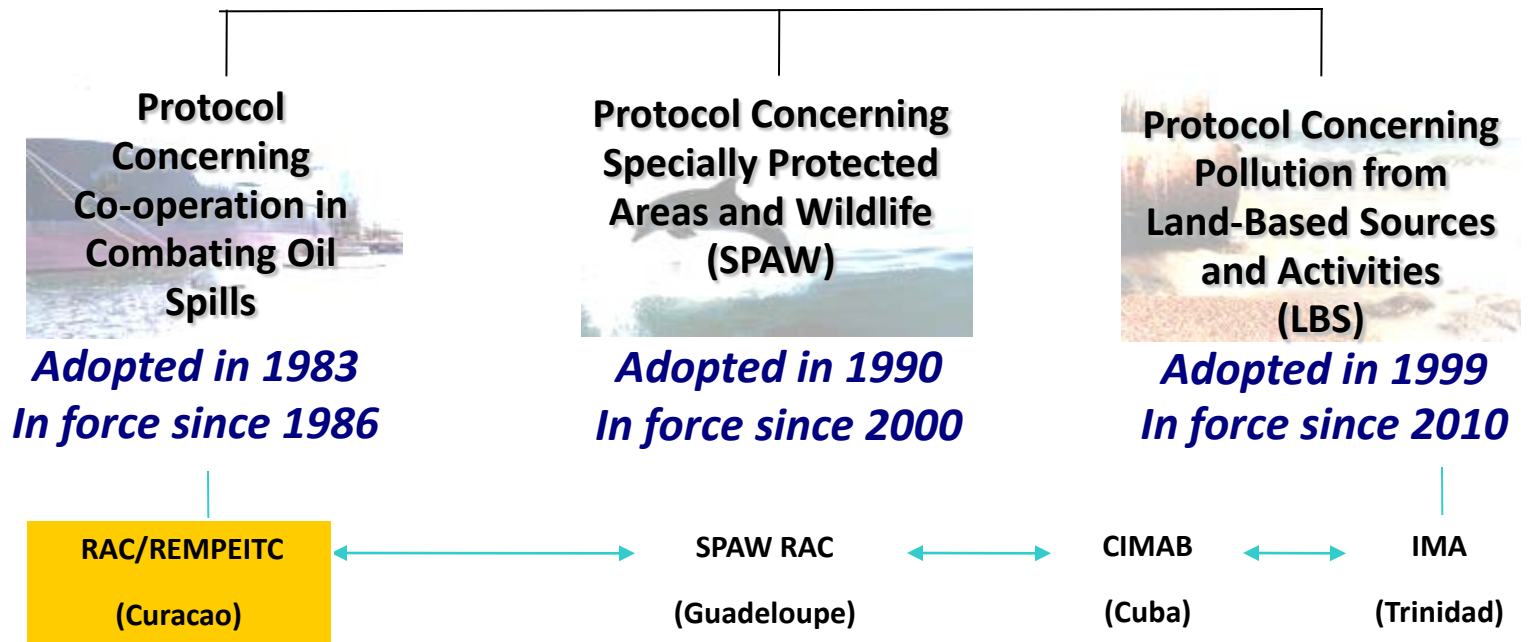 Protocol
Concerning
Co-operation in
Combating Oil
Spills
Adopted in 1983
In force since 1986
Protocol Concerning
Specially Protected
Areas and Wildlife
(SPAW)
Adopted in 1990
In force since 2000
Protocol Concerning
Pollution from
Land-Based Sources
and Activities
(LBS)
Adopted in 1999
In force since 2010
RAC/REMPEITC
(Curacao)
SPAW RAC
(Guadeloupe)
CIMAB
(Cuba)
IMA
(Trinidad)